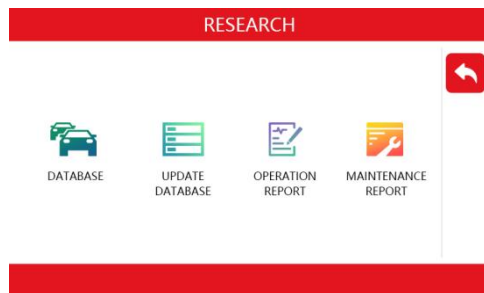 RESEARCH
DATABASE
UPDATE
DATABASE
OPERATION
REPORT
MAINTENANCE
REPORT